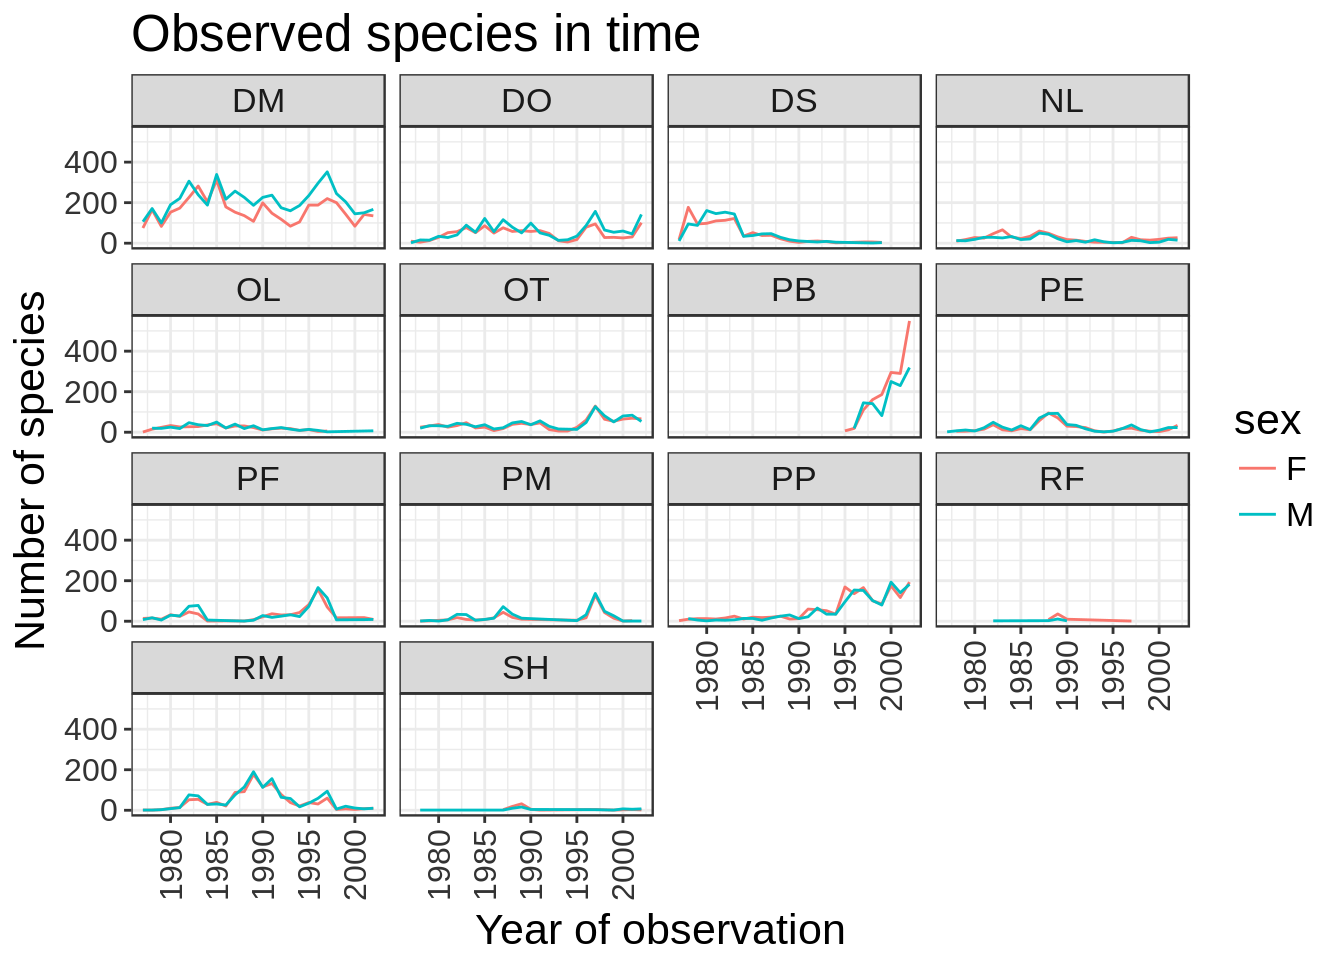 Observed species in time
DM DO DS NL
400
200
0
OL OT PB PE
400
200
0
PF PM PP RF
400
200
0
1980 1985 1990 1995 2000 1980 1985 1990 1995 2000
RM SH
400
200
0
1980 1985 1990 1995 2000 1980 1985 1990 1995 2000
Number of species
Year of observation
sex
F
M